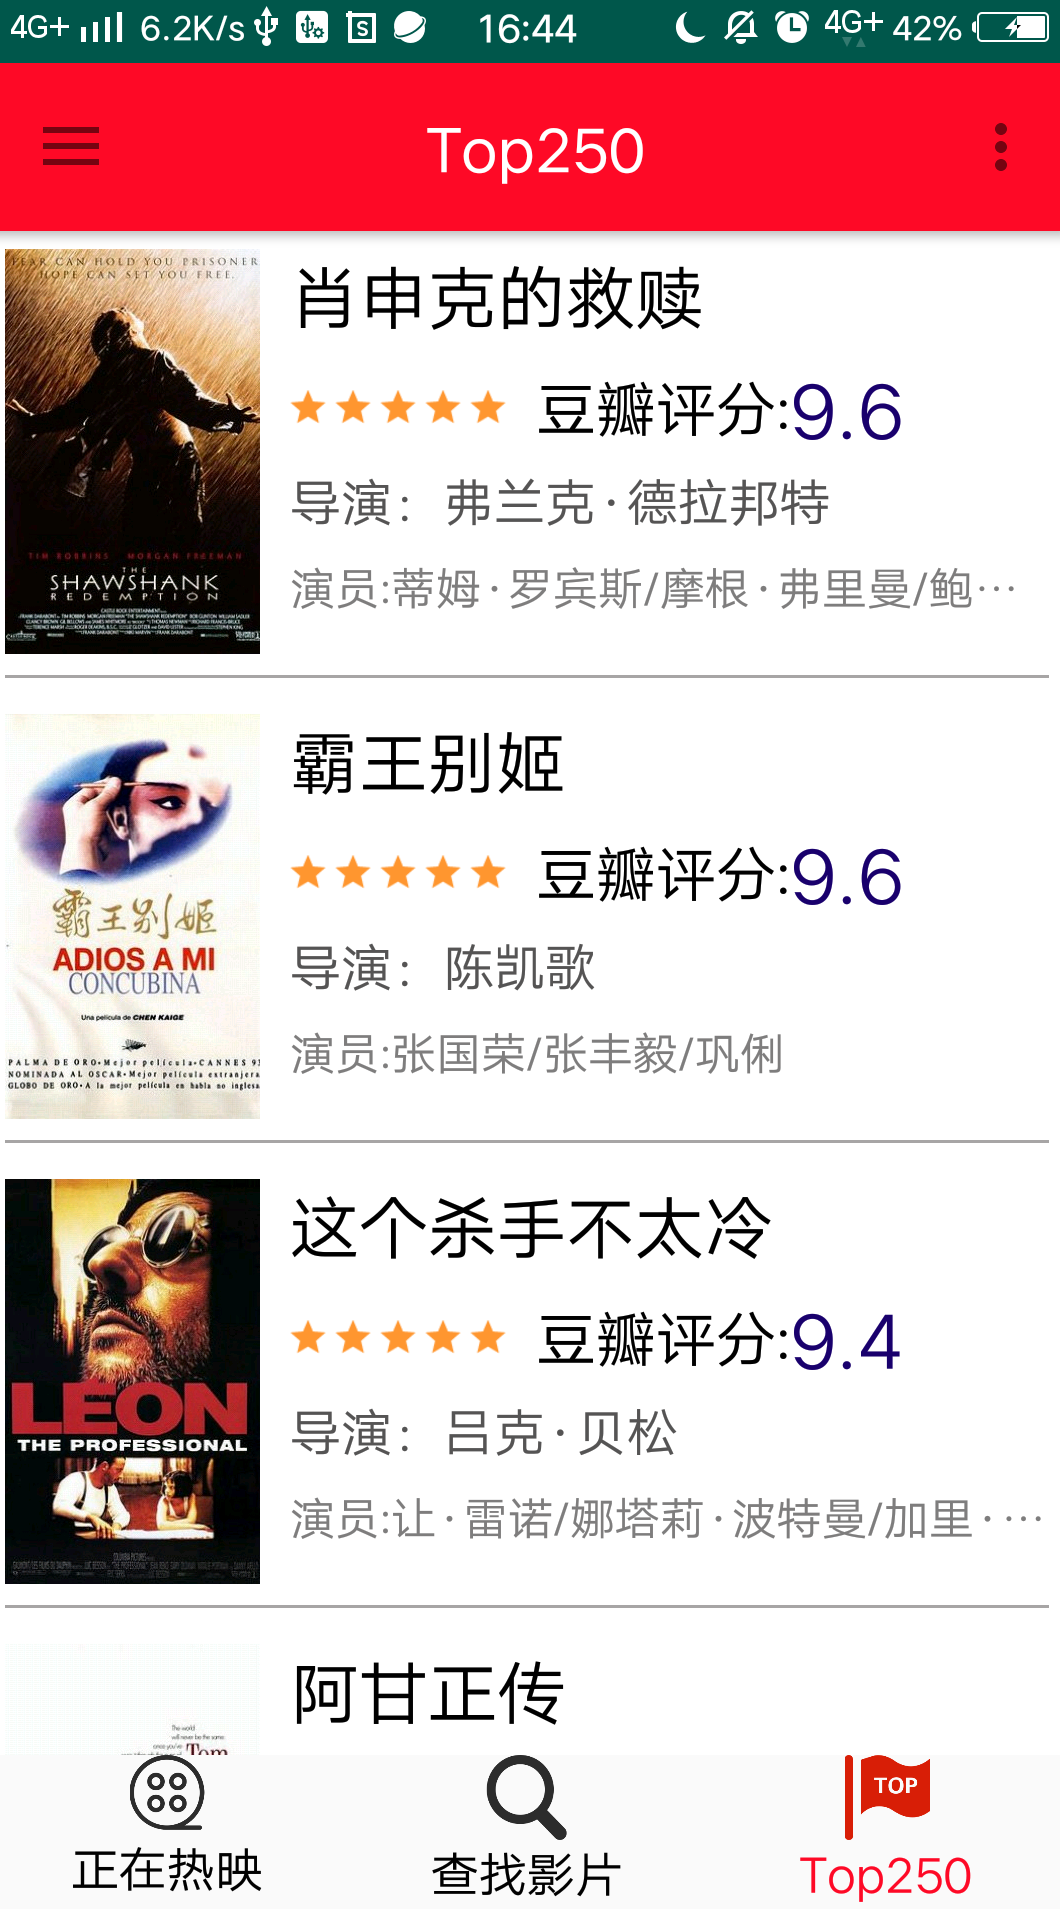 4G+ 6.2K/s 16:44 4G+ 42%
Top250
FEAR CAN HOLD YOU PRISONER
HOPE CAN SET YOU FREE.
TIM ROBBINS MORGAN FREEMAN
THE
SHAWSHANK
REDEMPTION
肖申克的救赎
豆瓣评分:9.6
导演：弗兰克·德拉邦特
演员:蒂姆·罗宾斯/摩根·弗里曼/鲍…
霸王别姬
ADIOS A MI
CONCUBINA
Una película de CHEN KAIGE
PALMA DE ORO•Mejor película•CANNES 93
NOMINADA AL OSCAR•Mejor película extranjera
GLOBO DE ORO•A la mejor película en habla no inglesa
霸王别姬
豆瓣评分:9.6
导演：陈凯歌
演员:张国荣/张丰毅/巩俐
LEON
THE PROFESSIONAL
这个杀手不太冷
豆瓣评分:9.4
导演：吕克·贝松
演员:让·雷诺/娜塔莉·波特曼/加里·…
The world
will never be the same
once you've
Tom
阿甘正传
正在热映
查找影片
TOP
Top250